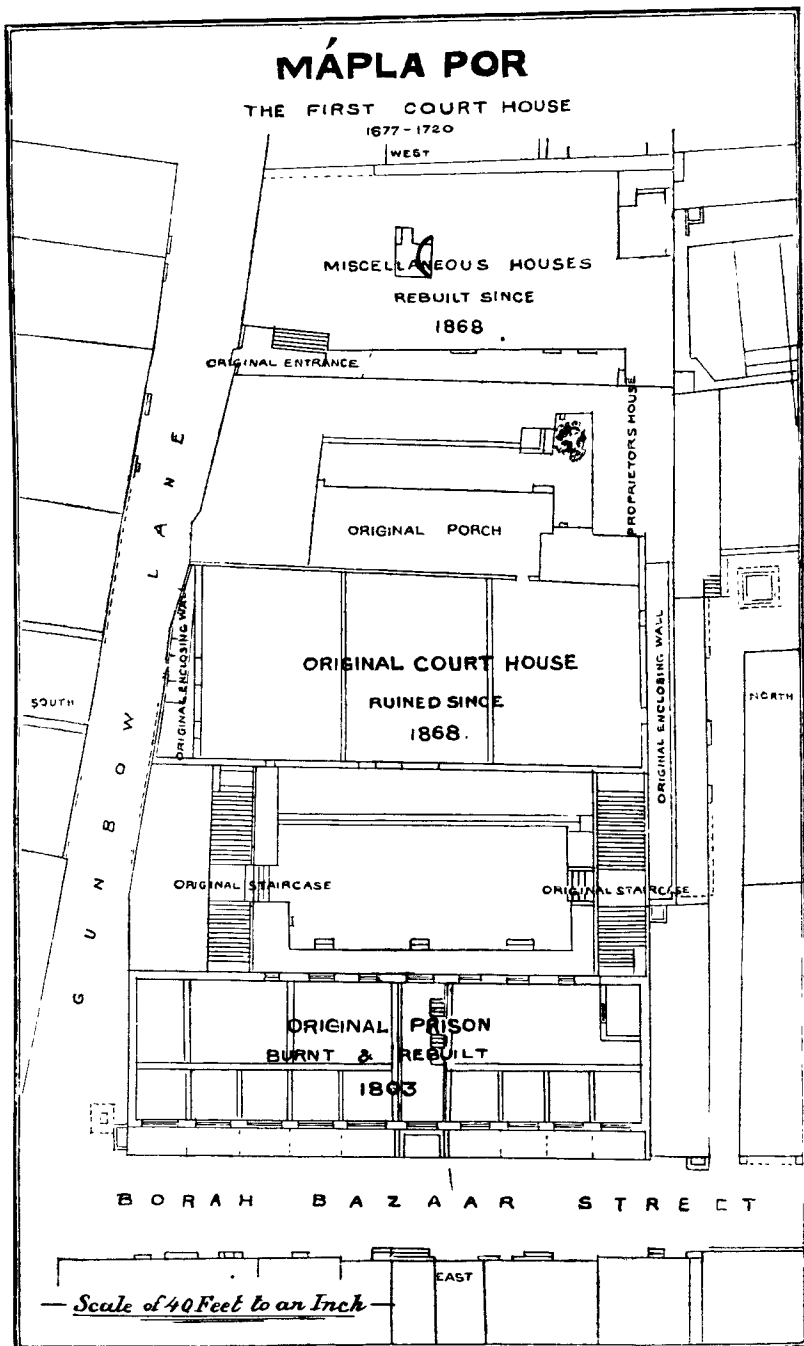 MÁPLA POR
THE FIRST COURT HOUSE
1677-1720
WEST
MISCELLANEOUS HOUSES
REBUILT SINCE
1868
ORIGINAL ENTRANCE
PROPRIETORS HOUSE
GUNBOW LANE
ORIGINAL PORCH
ORIGINAL ENCLOSING WALL
ORIGINAL COURT HOUSE
RUINED SINCE
1868.
ORIGINAL ENCLOSING WALL
SOUTH
NORTH
ORIGINAL STAIRCASE
ORIGINAL STAIRCASE
ORIGINAL PRISON
BURNT & REBUILT
1803
BORAH BAZAAR STREET
EAST
— Scale of 40 Feet to an Inch —